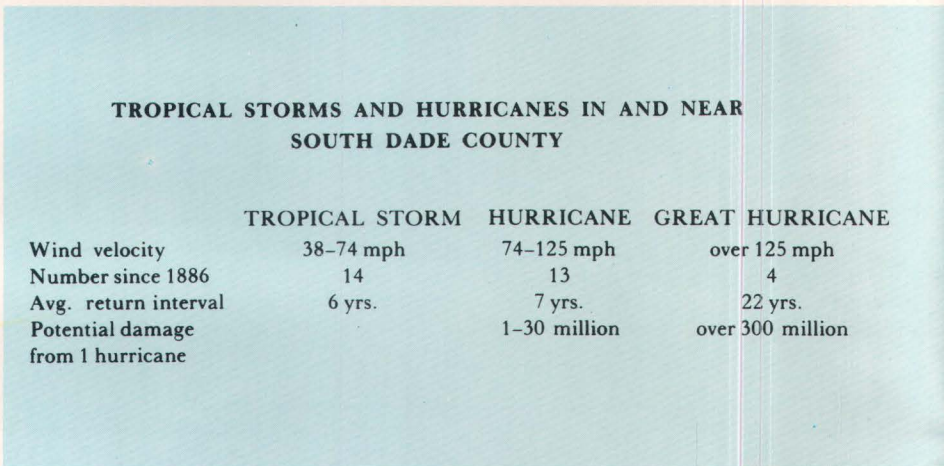 TROPICAL STORMS AND HURRICANES IN AND NEAR
SOUTH DADE COUNTY
TROPICAL STORM HURRICANE GREAT HURRICANE
Wind velocity 38–74 mph 74–125 mph over 125 mph
Number since 1886 14 13 4
Avg. return interval 6 yrs. 7 yrs. 22 yrs.
Potential damage 1–30 million over 300 million
from 1 hurricane